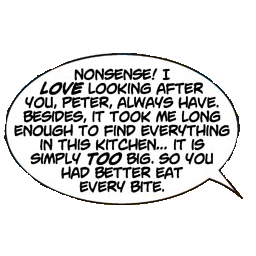 NONSENSE! I
LOVE LOOKING AFTER
YOU, PETER, ALWAYS HAVE.
BESIDES, IT TOOK ME LONG
ENOUGH TO FIND EVERYTHING
IN THIS KITCHEN... IT IS
SIMPLY TOO BIG. SO YOU
HAD BETTER EAT
EVERY BITE.